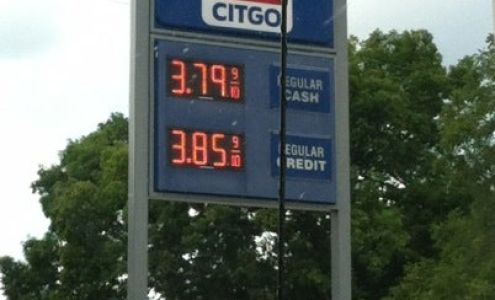 CITGO
3.79 9/10 REGULAR CASH
3.85 9/10 REGULAR CREDIT